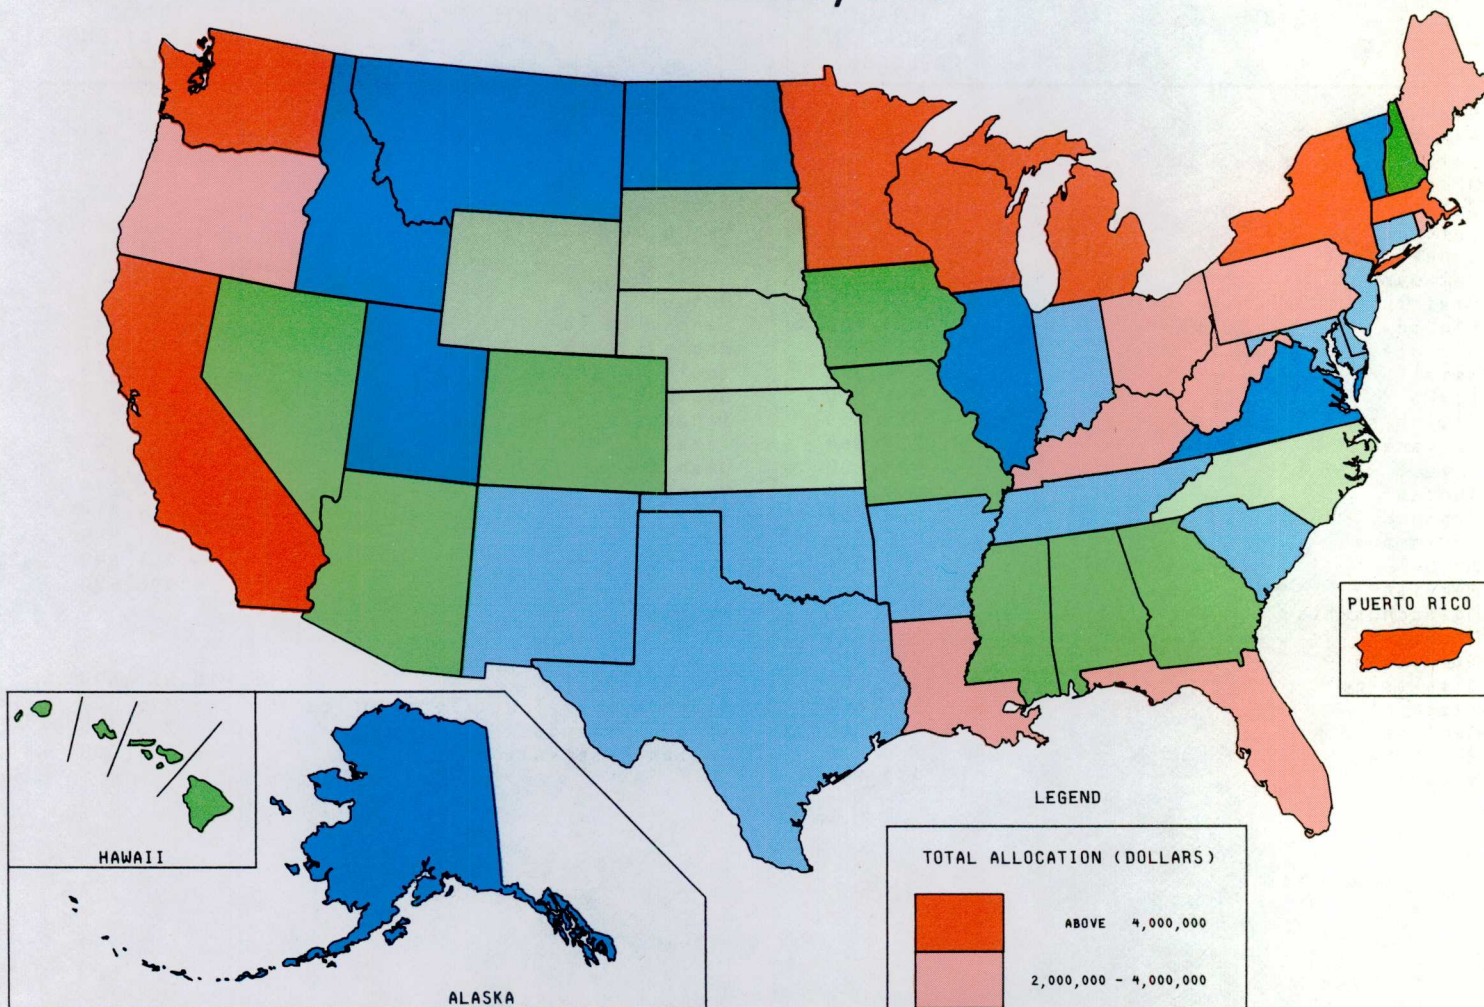 PUERTO RICO
HAWAII
ALASKA
LEGEND
TOTAL ALLOCATION (DOLLARS)
ABOVE 4,000,000
2,000,000 - 4,000,000